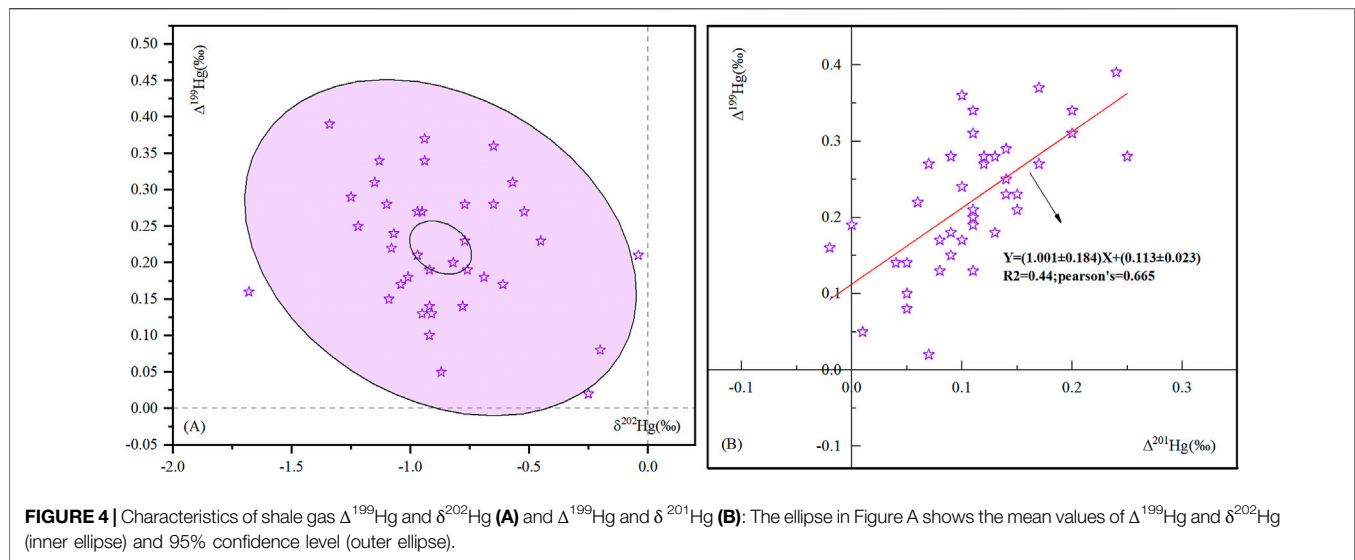 0.50
0.45
0.40
0.35
0.30
0.25
0.20
0.15
0.10
0.05
0.00
-0.05
Δ¹⁹⁹Hg(‰)
(A)
δ²⁰²Hg(‰)
-2.0 -1.5 -1.0 -0.5 0.0
(B)
Δ¹⁹⁹Hg(‰)
0.4
0.3
0.2
0.1
0.0
-0.1
-0.1 0.0 0.1 0.2 0.3
Y=(1.001±0.184)X+(0.113±0.023)
R2=0.44;pearson's=0.665
Δ²⁰¹Hg(‰)
FIGURE 4 | Characteristics of shale gas Δ¹⁹⁹Hg and δ²⁰²Hg (A) and Δ¹⁹⁹Hg and δ ²⁰¹Hg (B): The ellipse in Figure A shows the mean values of Δ¹⁹⁹Hg and δ²⁰²Hg
(inner ellipse) and 95% confidence level (outer ellipse).